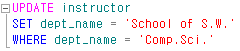 UPDATE instructor
SET dept_name = 'School of S.W.'
WHERE dept_name = 'Comp.Sci.'